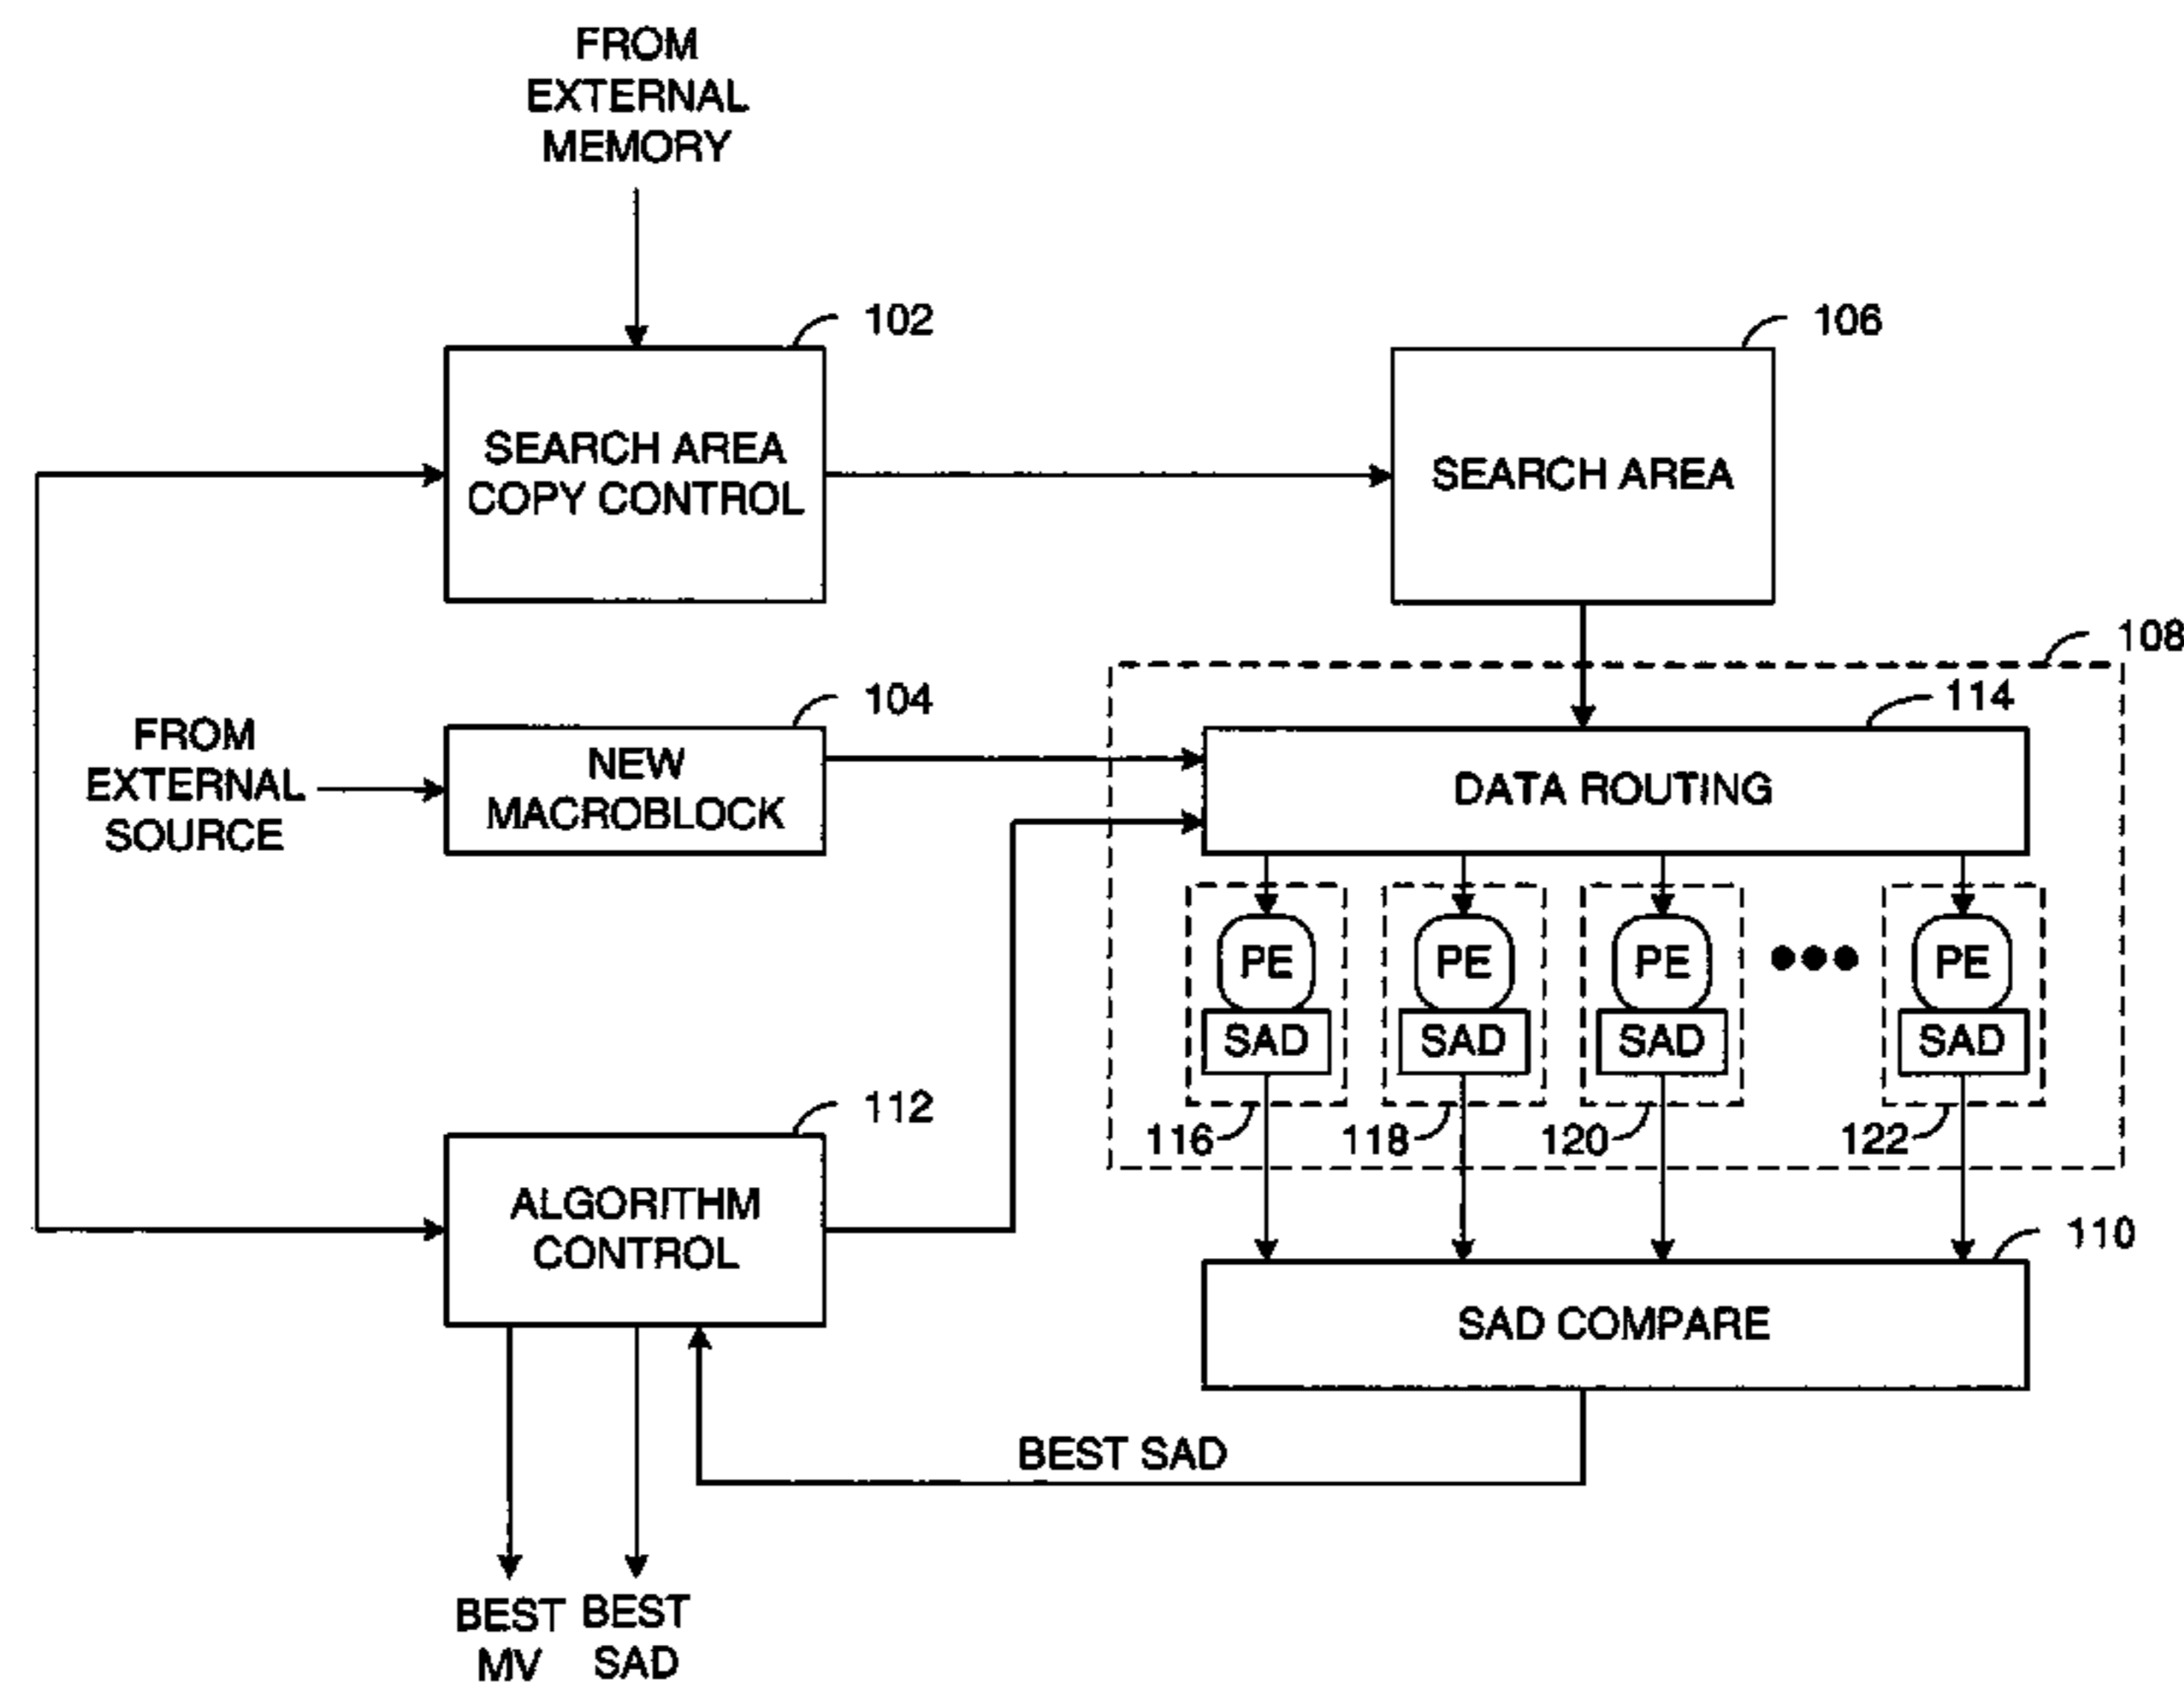 FROM
EXTERNAL
MEMORY
102
106
SEARCH AREA
COPY CONTROL
SEARCH AREA
108
104
114
FROM
EXTERNAL
SOURCE
NEW
MACROBLOCK
DATA ROUTING
PE
PE
PE
PE
SAD
SAD
SAD
SAD
112
116
118
120
122
ALGORITHM
CONTROL
110
SAD COMPARE
BEST SAD
BEST
MV
BEST
SAD